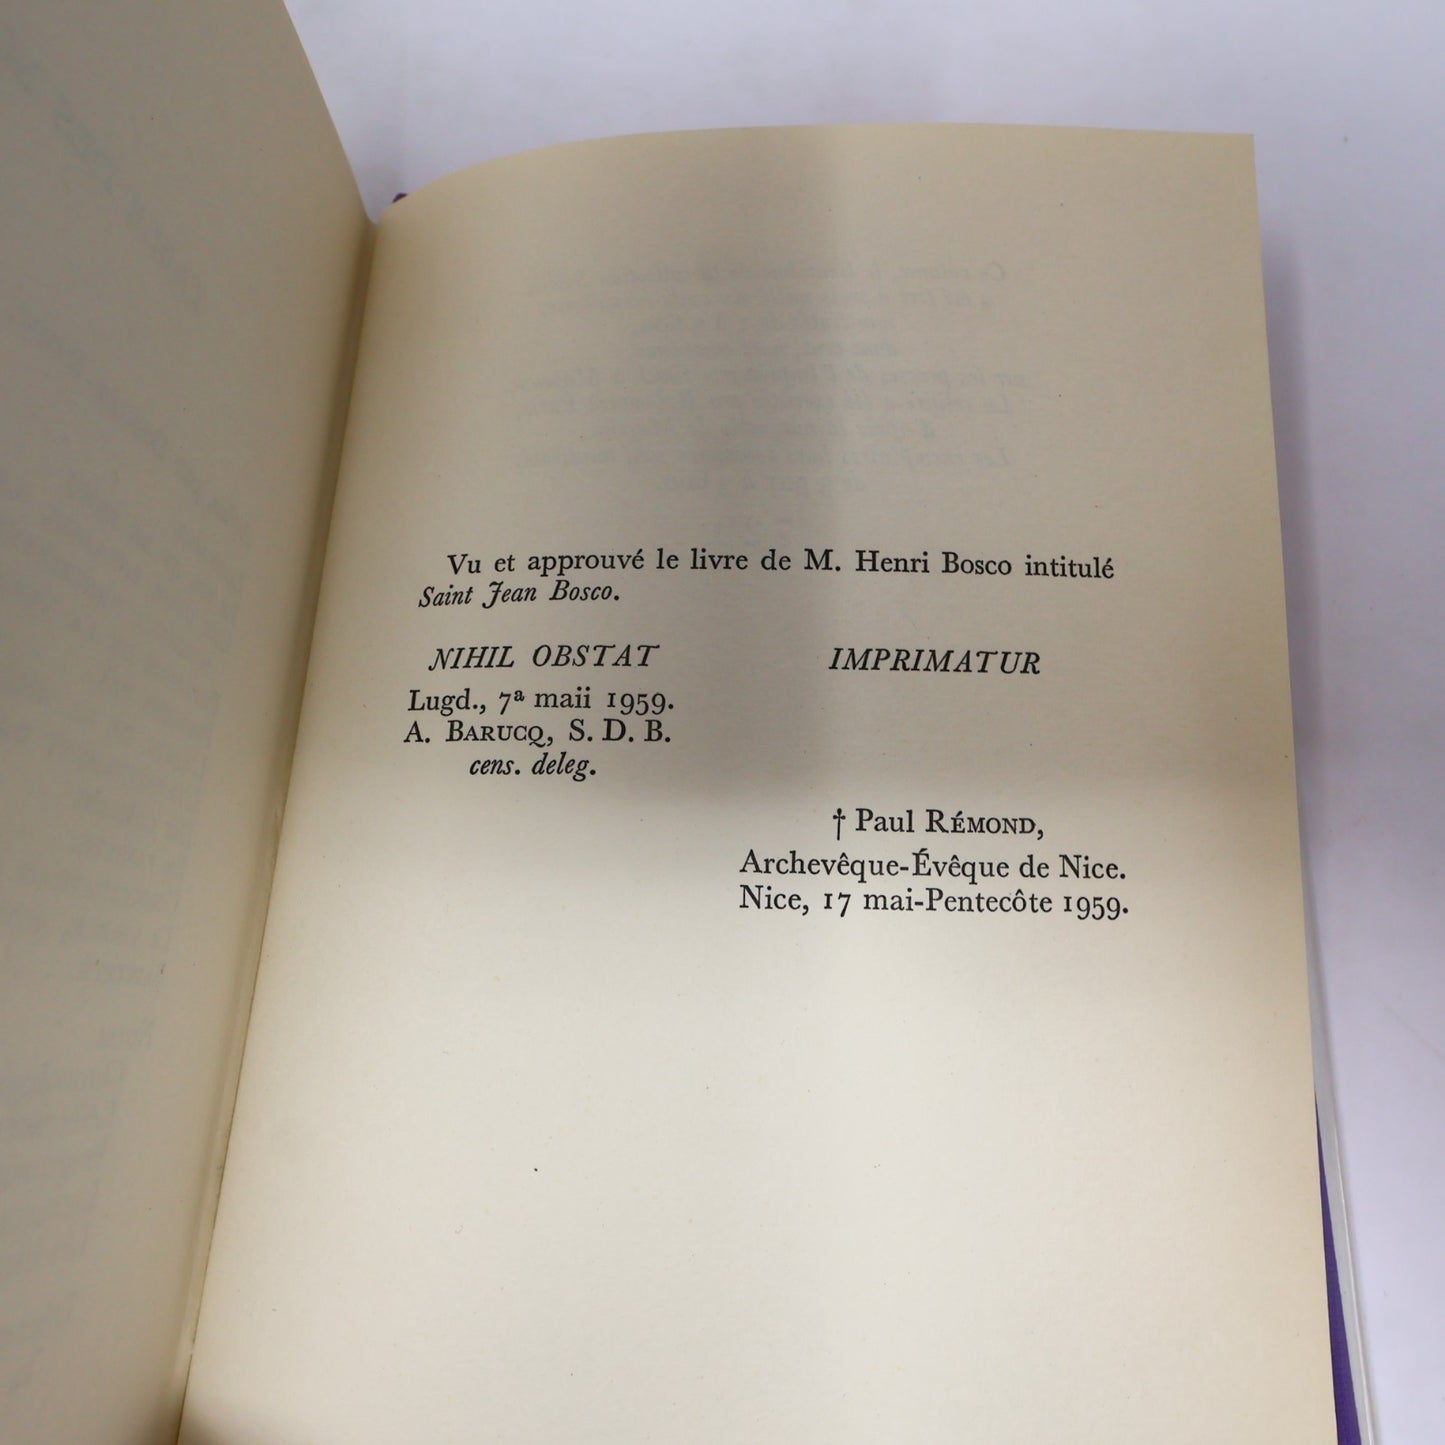 Vu et approuvé le livre de M. Henri Bosco intitulé
Saint Jean Bosco.
NIHIL OBSTAT
Lugd., 7ª maii 1959.
A. BARUCQ, S. D. B.
cens. deleg.
IMPRIMATUR
† Paul RÉMOND,
Archevêque-Évêque de Nice.
Nice, 17 mai-Pentecôte 1959.